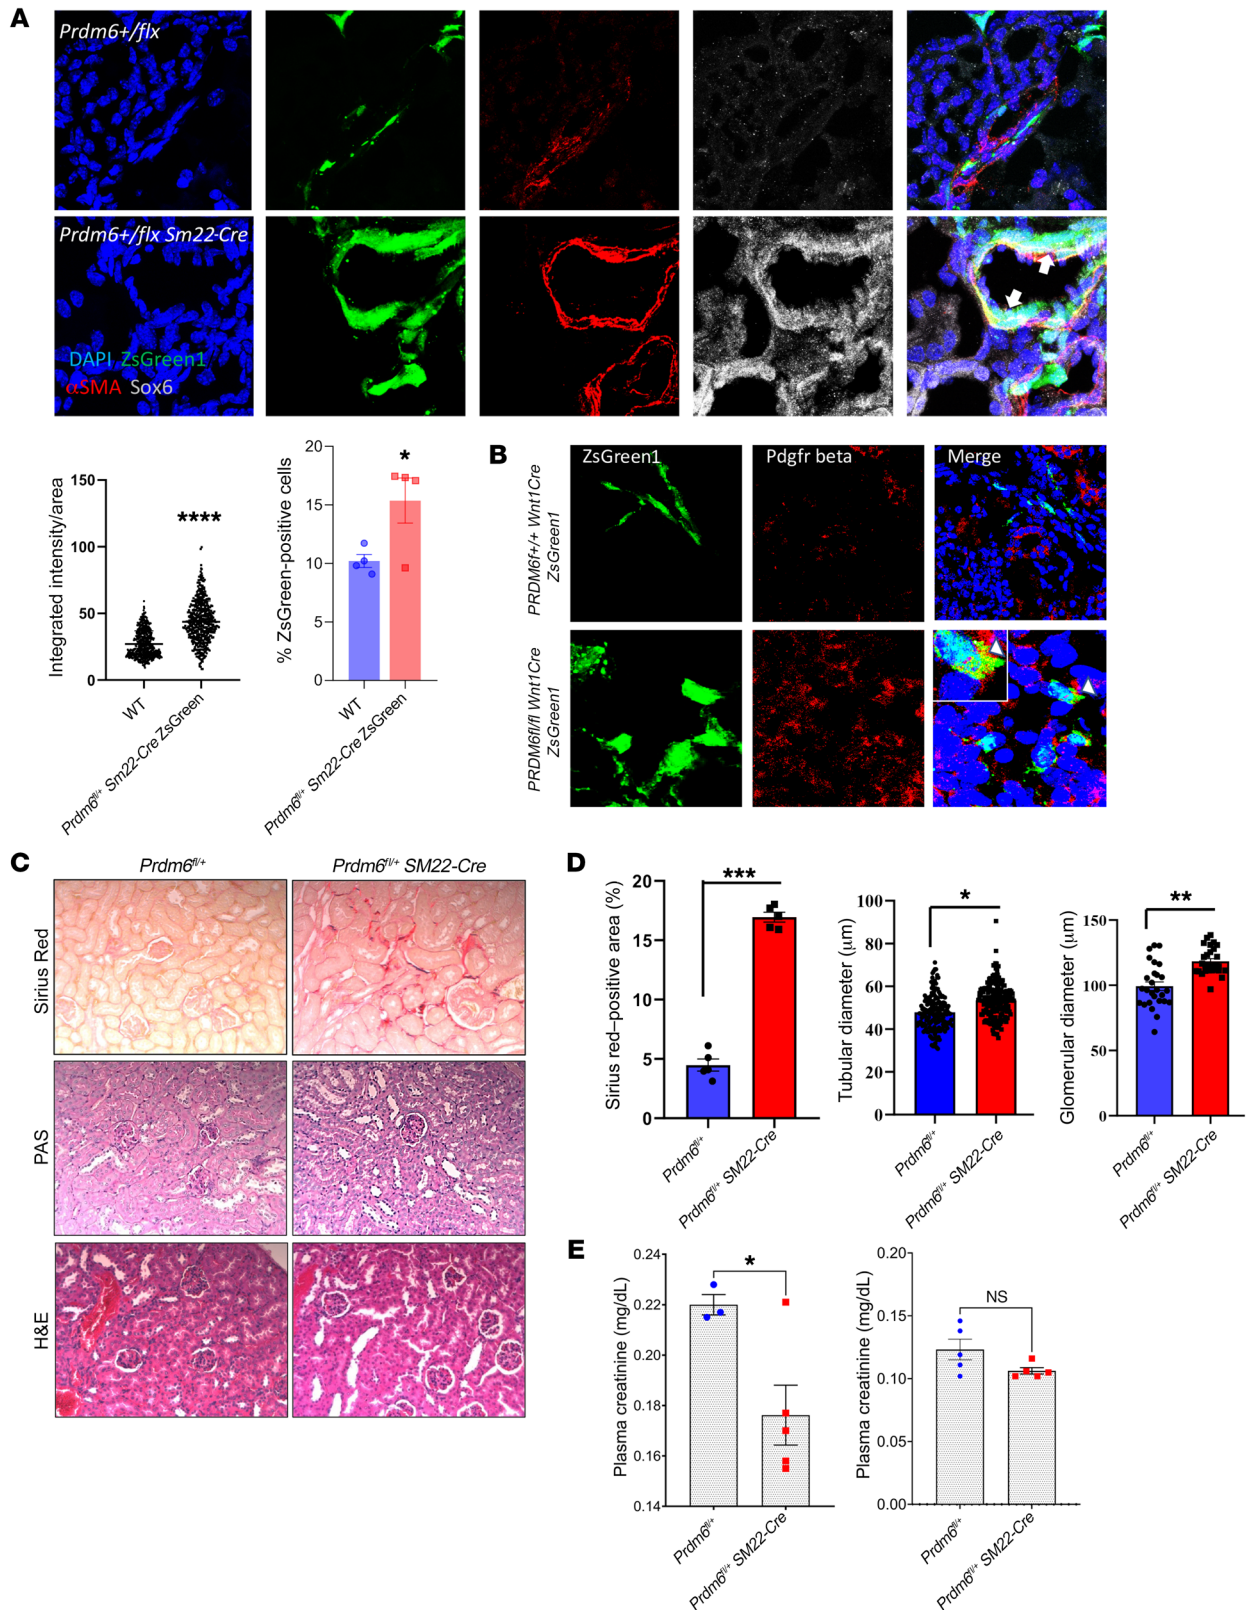 A
Prdm6+/flx
Prdm6+/flx Sm22-Cre
DAPI ZsGreen1
αSMA Sox6
Integrated intensity/area
150
100
50
0
****
WT
Prdm6fl/+ Sm22-Cre ZsGreen
% ZsGreen-positive cells
20
15
10
5
0
*
WT
Prdm6fl/+ Sm22-Cre ZsGreen
B
ZsGreen1
Pdgfr beta
Merge
PRDM6f+/+ Wnt1Cre
ZsGreen1
PRDM6fl/fl Wnt1Cre
ZsGreen1
C
Prdm6fl/+
Prdm6fl/+ SM22-Cre
Sirius Red
PAS
H&E
D
Sirius red–positive area (%)
20
15
10
5
0
***
Prdm6fl/+
Prdm6fl/+ SM22-Cre
Tubular diameter (μm)
100
80
60
40
20
0
*
Prdm6fl/+
Prdm6fl/+ SM22-Cre
Glomerular diameter (μm)
150
100
50
0
**
Prdm6fl/+
Prdm6fl/+ SM22-Cre
E
Plasma creatinine (mg/dL)
0.24
0.22
0.20
0.18
0.16
0.14
*
Prdm6fl/+
Prdm6fl/+ SM22-Cre
Plasma creatinine (mg/dL)
0.20
0.15
0.10
0.05
0.00
NS
Prdm6fl/+
Prdm6fl/+ SM22-Cre